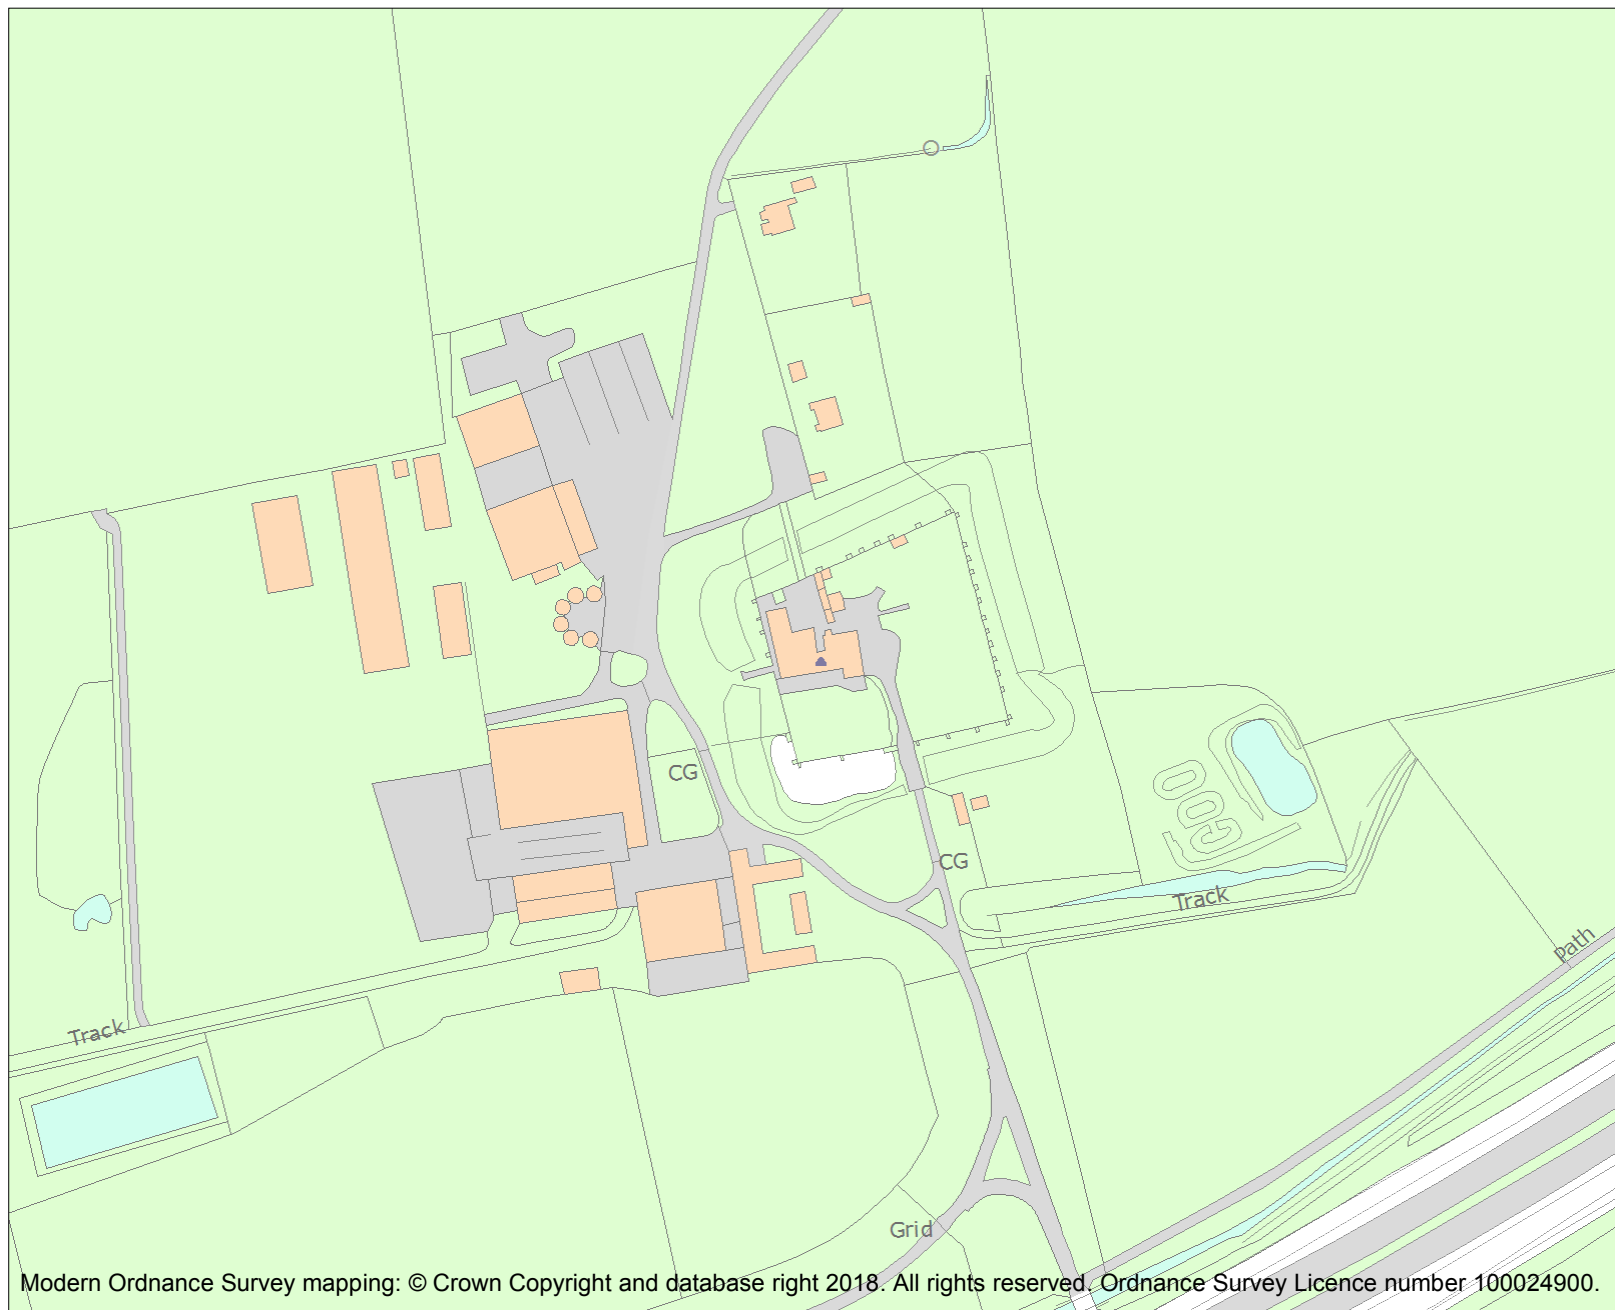 CG
CG
Track
Path
Track
Grid
Modern Ordnance Survey mapping: © Crown Copyright and database right 2018. All rights reserved. Ordnance Survey Licence number 100024900.